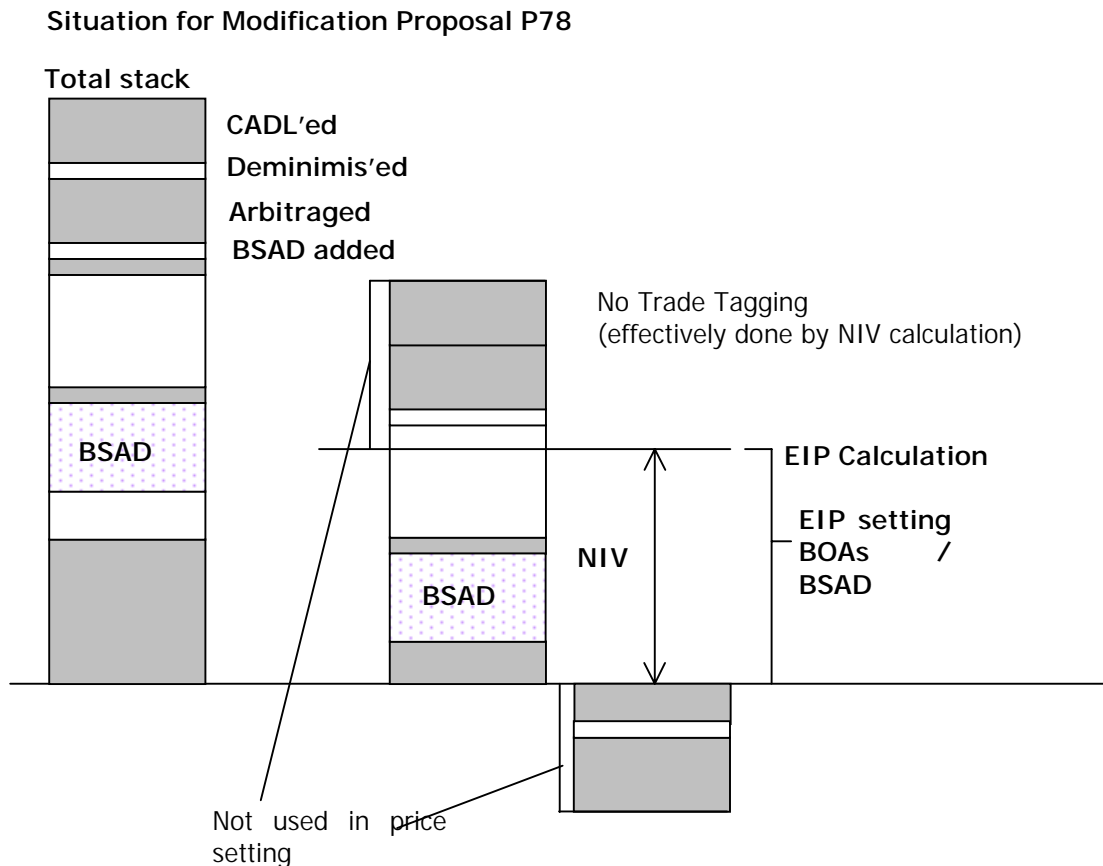 Situation for Modification Proposal P78
Total stack
CADL'ed
Deminimis'ed
Arbitraged
BSAD added
No Trade Tagging
(effectively done by NIV calculation)
BSAD
EIP Calculation
EIP setting
BOAs /
BSAD
NIV
BSAD
Not used in price
setting